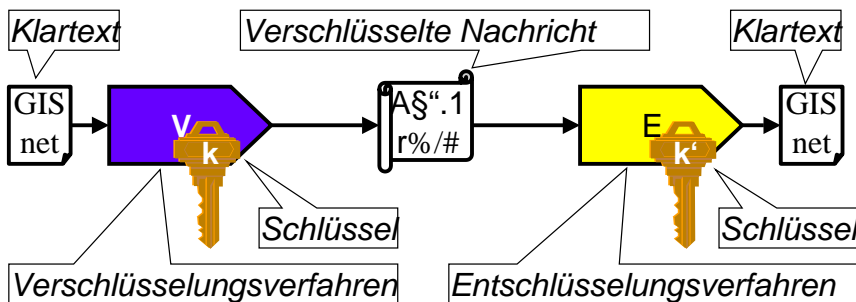 Klartext
Verschlüsselte Nachricht
Klartext
GIS
net
V
k
A§“.1
r%/#
E
k‘
GIS
net
Schlüssel
Schlüssel
Verschlüsselungsverfahren
Entschlüsselungsverfahren